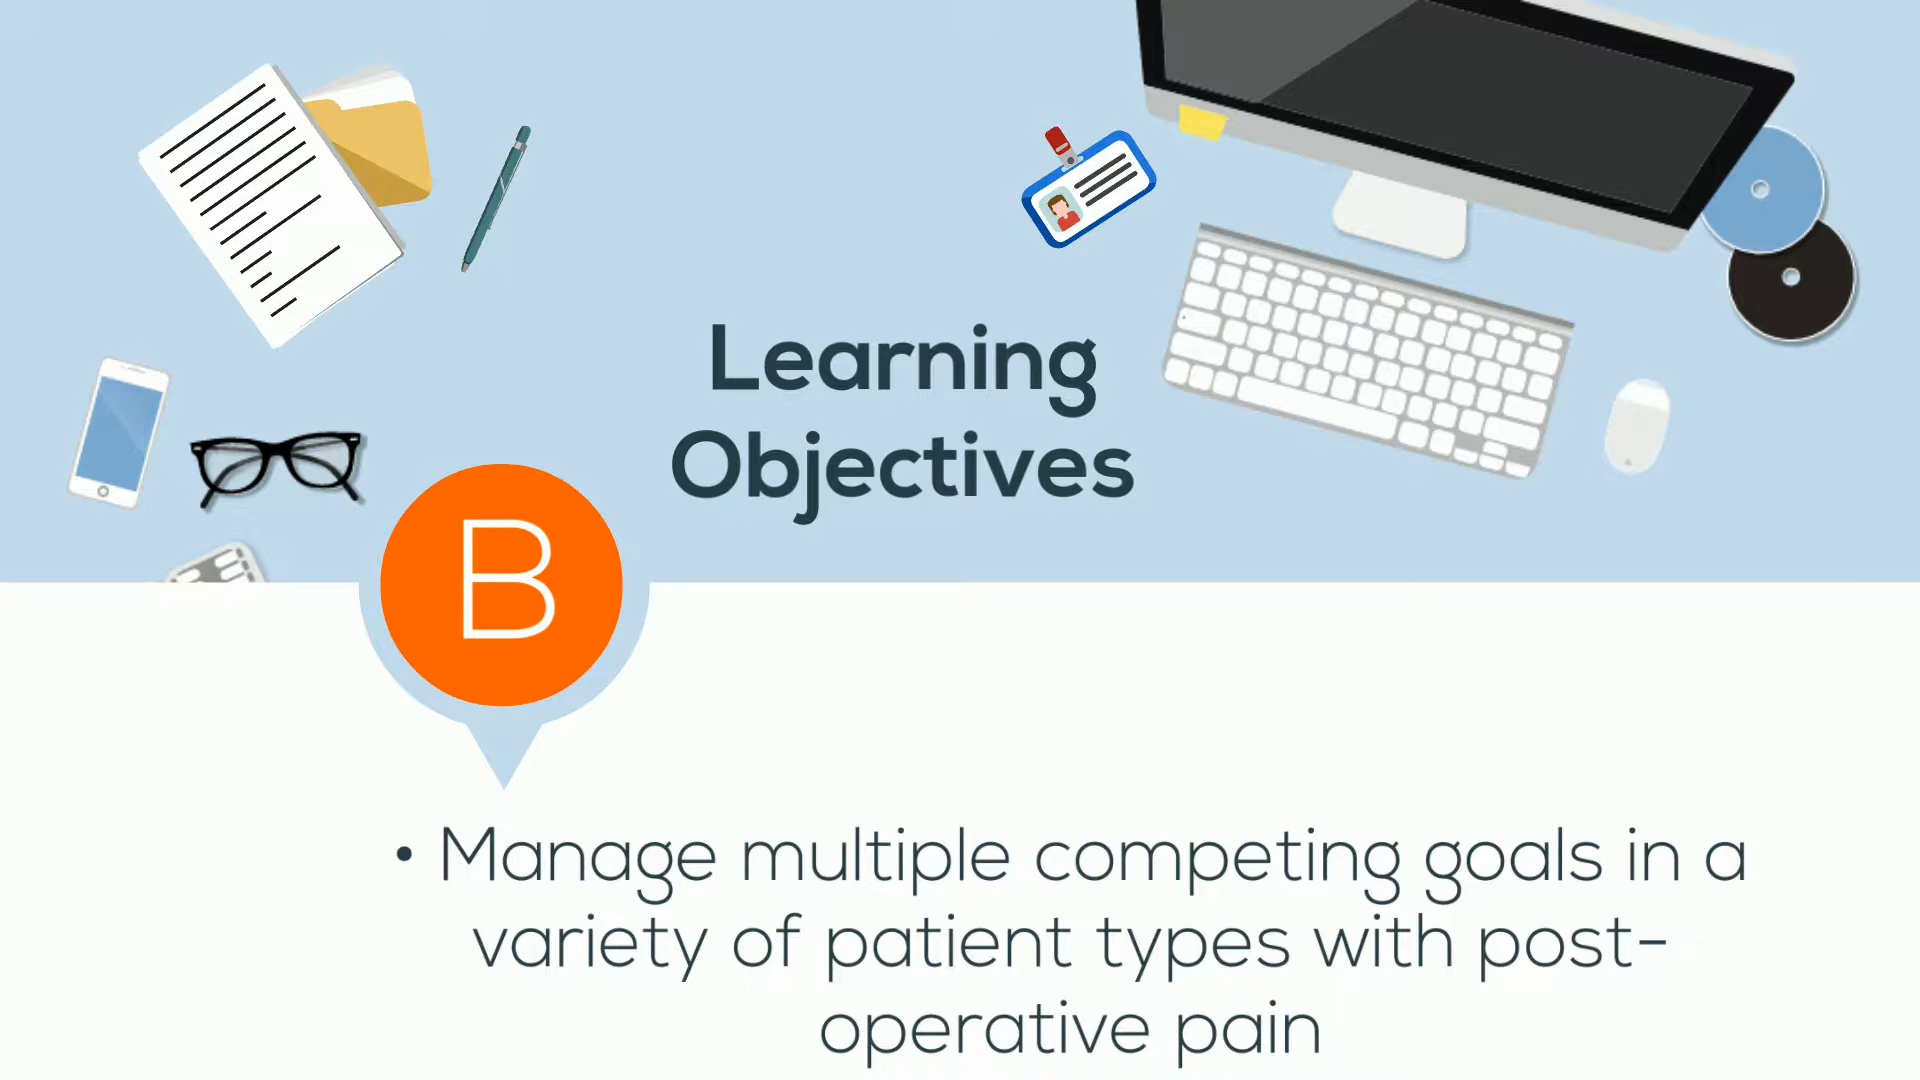 Learning
Objectives
B
• Manage multiple competing goals in a
variety of patient types with post-
operative pain